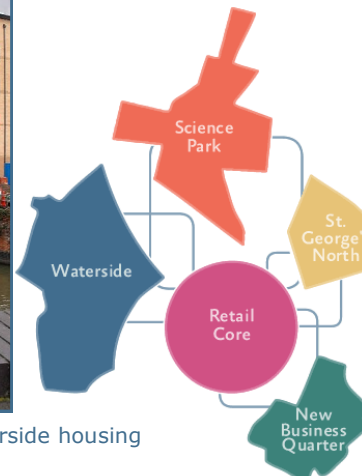 Science
Park
St.
George's
North
Waterside
Retail
Core
New
Business
Quarter
rside housing